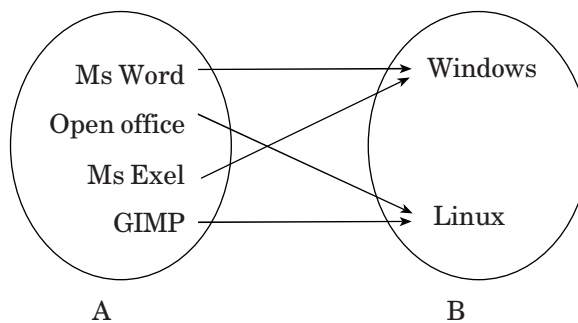 Ms Word
Windows
Open office
Ms Exel
GIMP
Linux
A
B